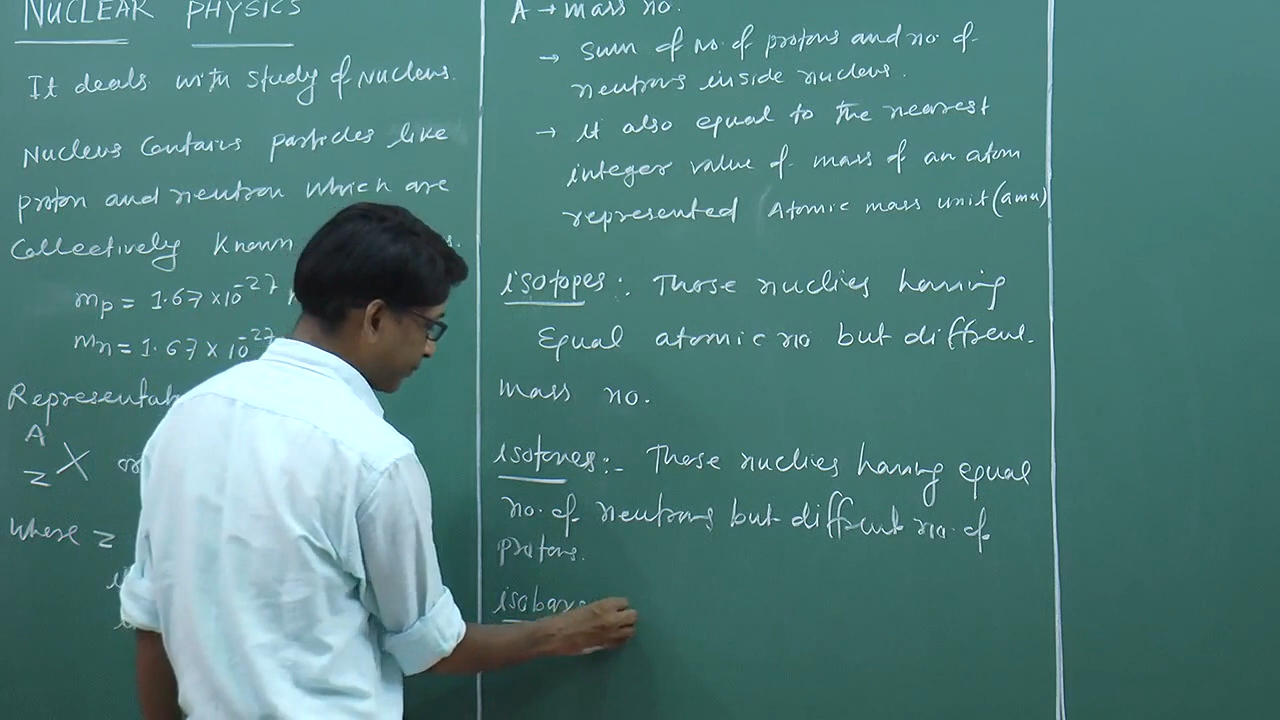 NUCLEAR PHYSICS
It deals with study of Nucleus.
Nucleus Contains particles like
proton and neutron which are
Collectively known
mp = 1.67 x 10^-27
mn = 1.67 x 10^-27
Representat
A
Z X or
where Z
A → mass no.
→ Sum of no. of protons and no of
neutrons inside nucleus.
→ it also equal to the nearest
integer value of mass of an atom
represented Atomic mass unit (amu)
isotopes :- Those nuclies having
Equal atomic no but diffrent.
mass no.
isotones :- Those nuclies having equal
no. of neutrons but diffrent no. of
protons.
isobars